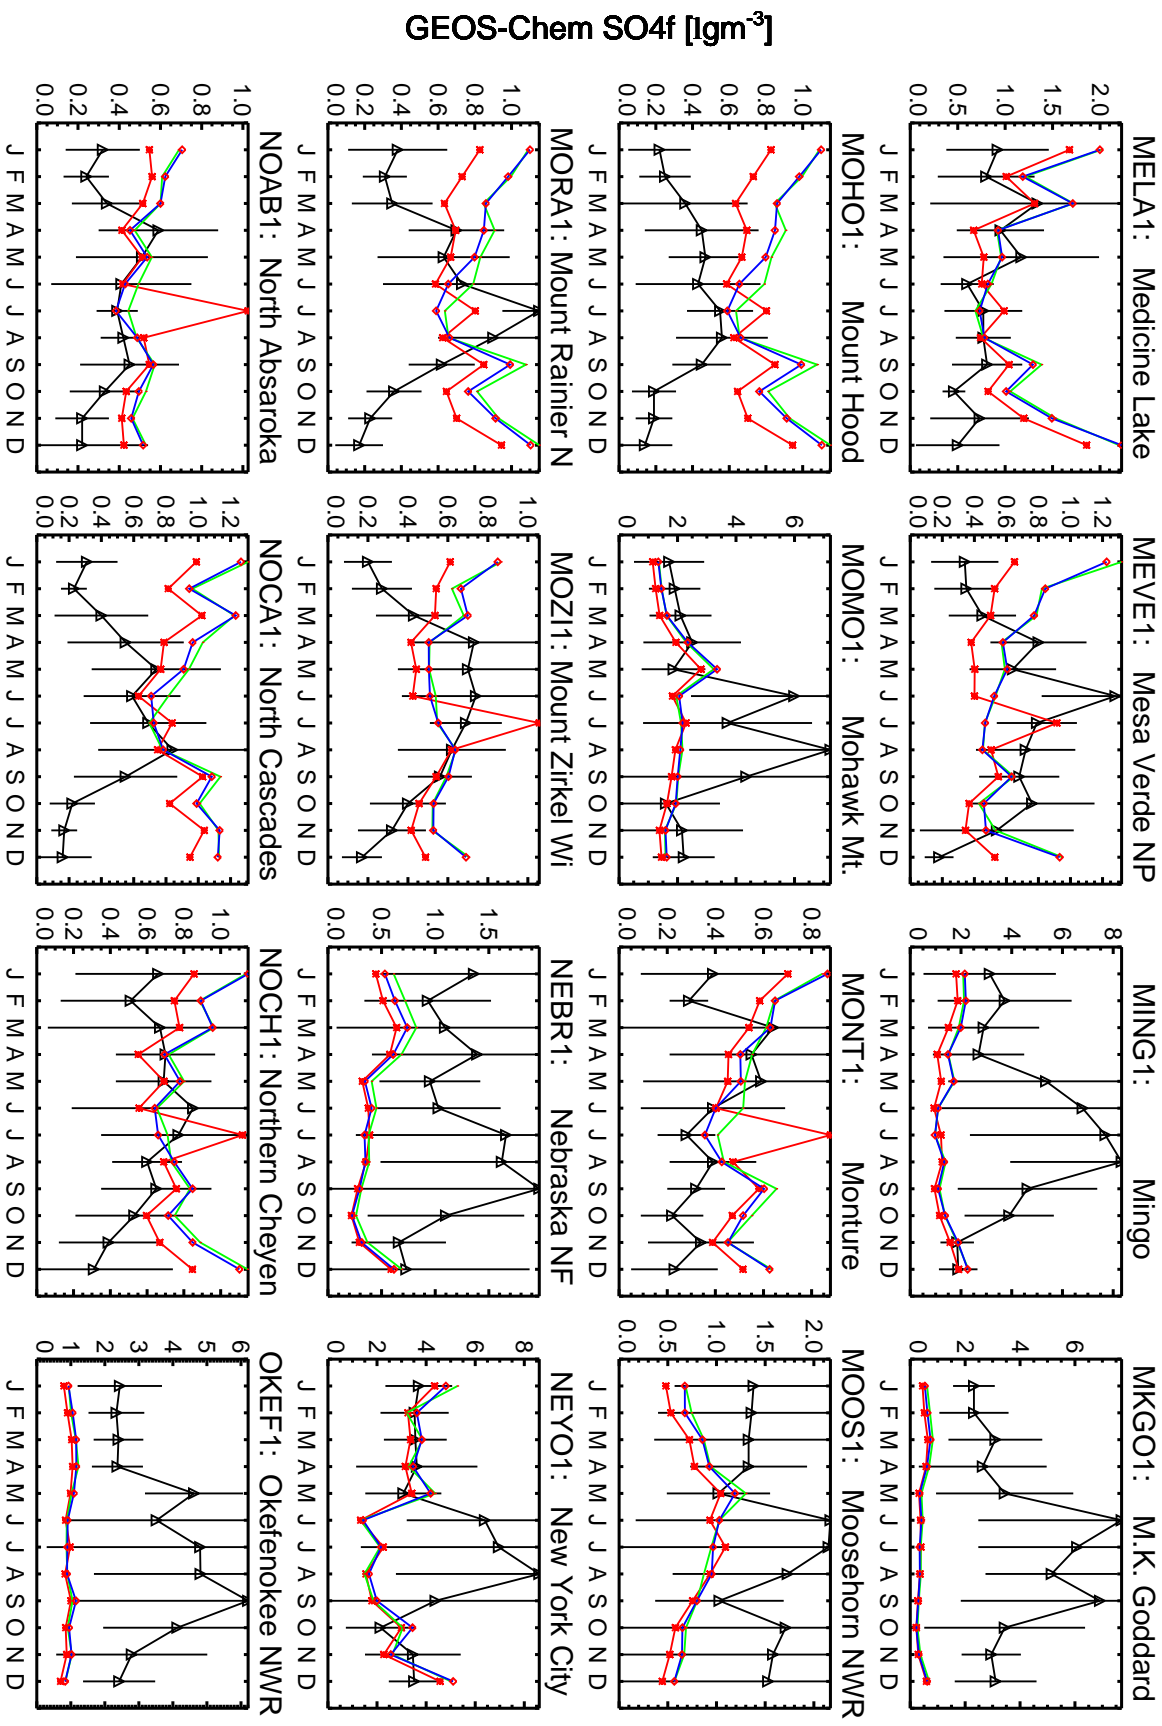 GEOS-Chem SO4f [Igm-3]
MELA1: Medicine Lake
0.0 0.5 1.0 1.5 2.0
J F M A M J J A S O N D
MEVE1: Mesa Verde NP
0.0 0.2 0.4 0.6 0.8 1.0 1.2
J F M A M J J A S O N D
MING1: Mingo
0 2 4 6 8
J F M A M J J A S O N D
MKGO1: M.K. Goddard
0 2 4 6
J F M A M J J A S O N D
MOHO1: Mount Hood
0.0 0.2 0.4 0.6 0.8 1.0
J F M A M J J A S O N D
MOMO1: Mohawk Mt.
0 2 4 6
J F M A M J J A S O N D
MONT1: Monture
0.0 0.2 0.4 0.6 0.8
J F M A M J J A S O N D
MOOS1: Moosehorn NWR
0.0 0.5 1.0 1.5 2.0
J F M A M J J A S O N D
MORA1: Mount Rainier N
0.0 0.2 0.4 0.6 0.8 1.0
J F M A M J J A S O N D
MOZI1: Mount Zirkel Wi
0.0 0.2 0.4 0.6 0.8 1.0
J F M A M J J A S O N D
NEBR1: Nebraska NF
0.0 0.5 1.0 1.5
J F M A M J J A S O N D
NEYO1: New York City
0 2 4 6 8
J F M A M J J A S O N D
NOAB1: North Absaroka
0.0 0.2 0.4 0.6 0.8 1.0
J F M A M J J A S O N D
NOCA1: North Cascades
0.0 0.2 0.4 0.6 0.8 1.0 1.2
J F M A M J J A S O N D
NOCH1: Northern Cheyen
0.0 0.2 0.4 0.6 0.8 1.0
J F M A M J J A S O N D
OKEF1: Okefenokee NWR
0 1 2 3 4 5 6
J F M A M J J A S O N D